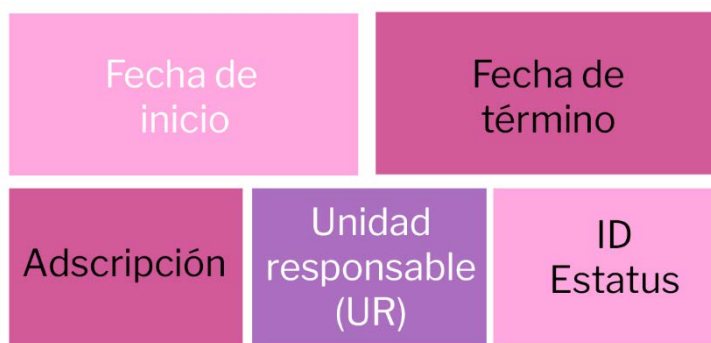 Fecha de
inicio
Fecha de
término
Adscripción
Unidad
responsable
(UR)
ID
Estatus